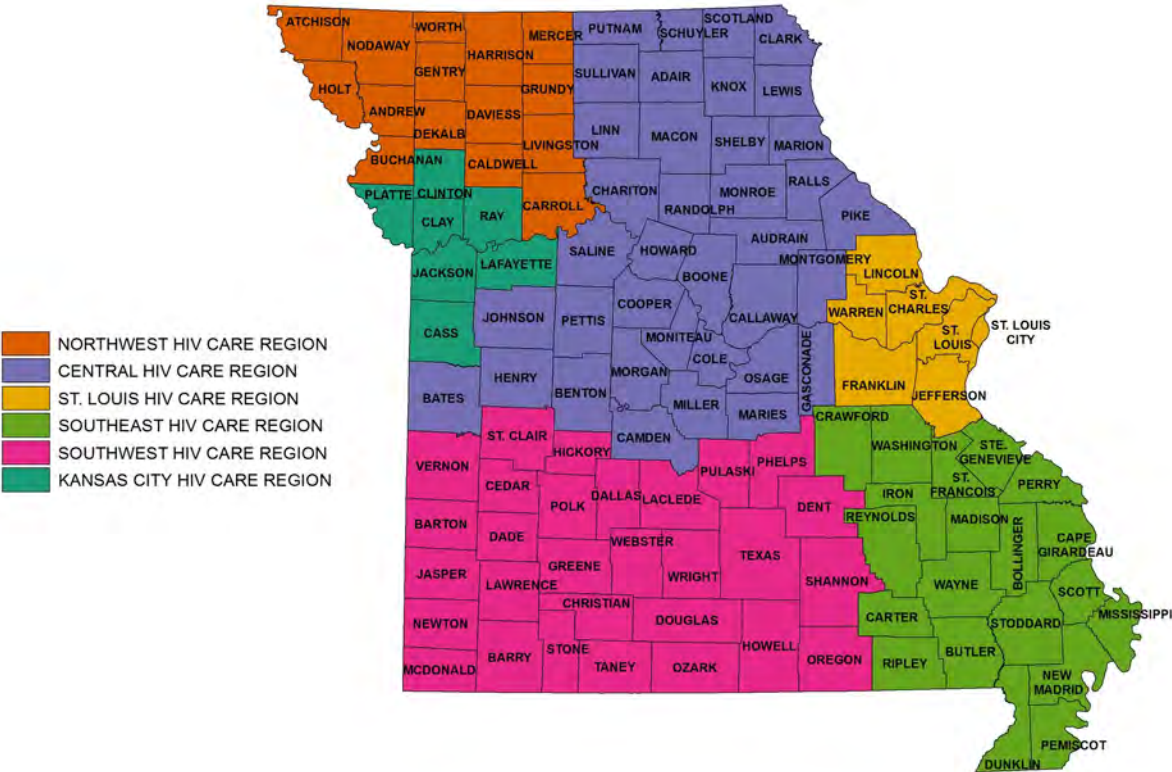 ATCHISON
NODAWAY
WORTH
HARRISON
MERCER
PUTNAM
SCHUYLER
SCOTLAND
CLARK
HOLT
GENTRY
GRUNDY
SULLIVAN
ADAIR
KNOX
LEWIS
ANDREW
DEKALB
DAVIESS
LIVINGSTON
LINN
MACON
SHELBY
MARION
BUCHANAN
CALDWELL
CHARITON
MONROE
RALLS
PLATTE
CLINTON
CLAY
RAY
CARROLL
RANDOLPH
PIKE
AUDRAIN
SALINE
HOWARD
MONTGOMERY
JACKSON
LAFAYETTE
BOONE
LINCOLN
COOPER
CALLAWAY
WARREN
ST.
CHARLES
JOHNSON
PETTIS
MONITEAU
COLE
ST.
LOUIS
ST. LOUIS
CITY
CASS
HENRY
BENTON
MORGAN
OSAGE
GASCONADE
FRANKLIN
JEFFERSON
BATES
MILLER
MARIES
CAMDEN
NORTHWEST HIV CARE REGION
CENTRAL HIV CARE REGION
ST. LOUIS HIV CARE REGION
SOUTHEAST HIV CARE REGION
SOUTHWEST HIV CARE REGION
KANSAS CITY HIV CARE REGION
ST. CLAIR
HICKORY
CRAWFORD
WASHINGTON
STE.
GENEVIEVE
VERNON
CEDAR
PULASKI
PHELPS
ST.
FRANCOIS
PERRY
POLK
DALLAS
LACLEDE
DENT
IRON
REYNOLDS
MADISON
BOLLINGER
CAPE
GIRARDEAU
BARTON
DADE
WEBSTER
TEXAS
JASPER
LAWRENCE
GREENE
WRIGHT
SHANNON
WAYNE
SCOTT
MISSISSIPPI
NEWTON
CHRISTIAN
DOUGLAS
CARTER
STODDARD
MCDONALD
BARRY
STONE
TANEY
OZARK
HOWELL
OREGON
RIPLEY
BUTLER
NEW
MADRID
PEMISCOT
DUNKLIN